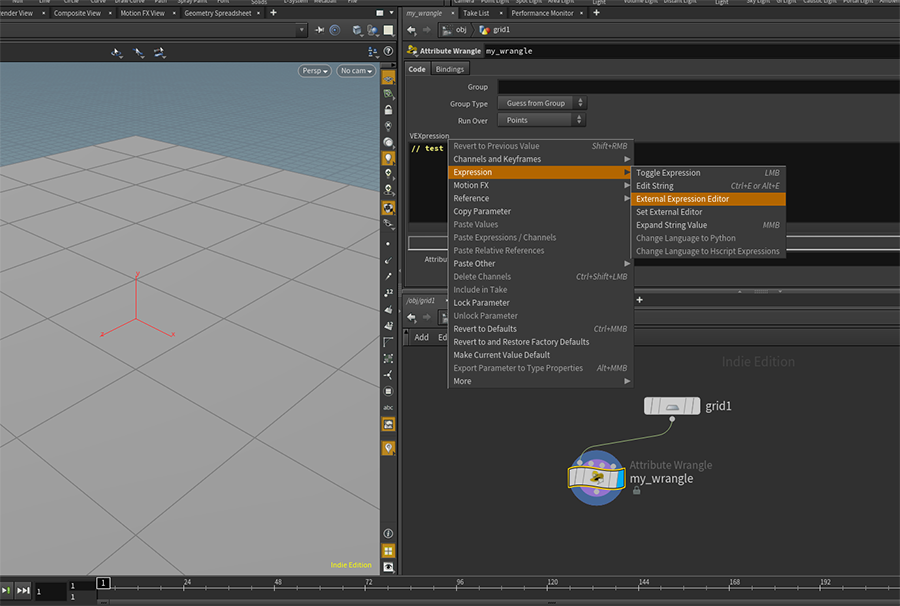 ender View
Composite View
Motion FX View
Geometry Spreadsheet
my_wrangle
Take List
Performance Monitor
obj
grid1
Attribute Wrangle my_wrangle
Code Bindings
Persp
No cam
Group
Group Type Guess from Group
Run Over Points
VEXpression
// test
Revert to Previous Value Shift+RMB
Channels and Keyframes
Expression
Motion FX
Reference
Copy Parameter
Paste Values
Paste Expressions / Channels
Paste Relative References
Paste Other
Delete Channels Ctrl+Shift+LMB
Include in Take
Lock Parameter
Unlock Parameter
Revert to Defaults Ctrl+MMB
Revert to and Restore Factory Defaults
Make Current Value Default
Export Parameter to Type Properties Alt+MMB
More
Toggle Expression LMB
Edit String Ctrl+E or Alt+E
External Expression Editor
Set External Editor
Expand String Value MMB
Change Language to Python
Change Language to Hscript Expressions
Attribu
/obj/grid1
Add Ed
Indie Edition
grid1
Attribute Wrangle
my_wrangle
y
z
x
12
abc
Indie Edition
1
1
1
1
24
48
72
96
120
144
168
192